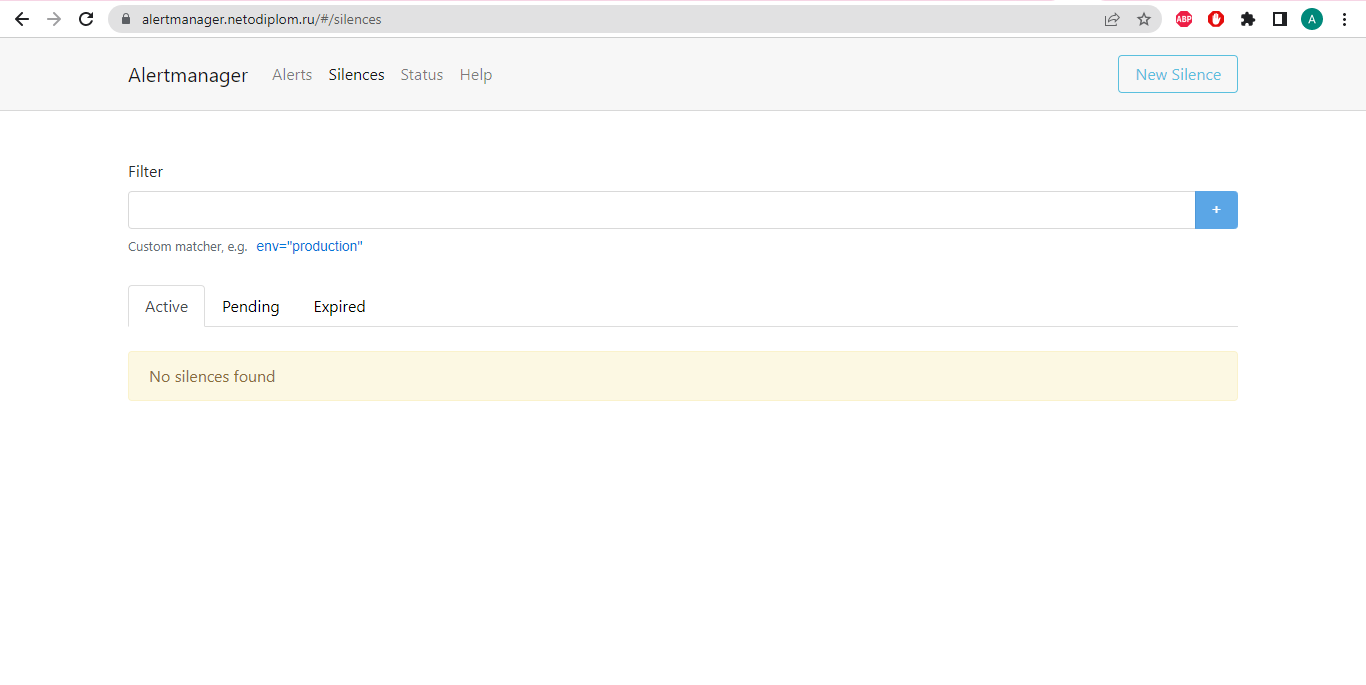 alertmanager.netodiplom.ru/#/silences
ABP
A
Alertmanager Alerts Silences Status Help New Silence
Filter
+
Custom matcher, e.g. env="production"
Active Pending Expired
No silences found